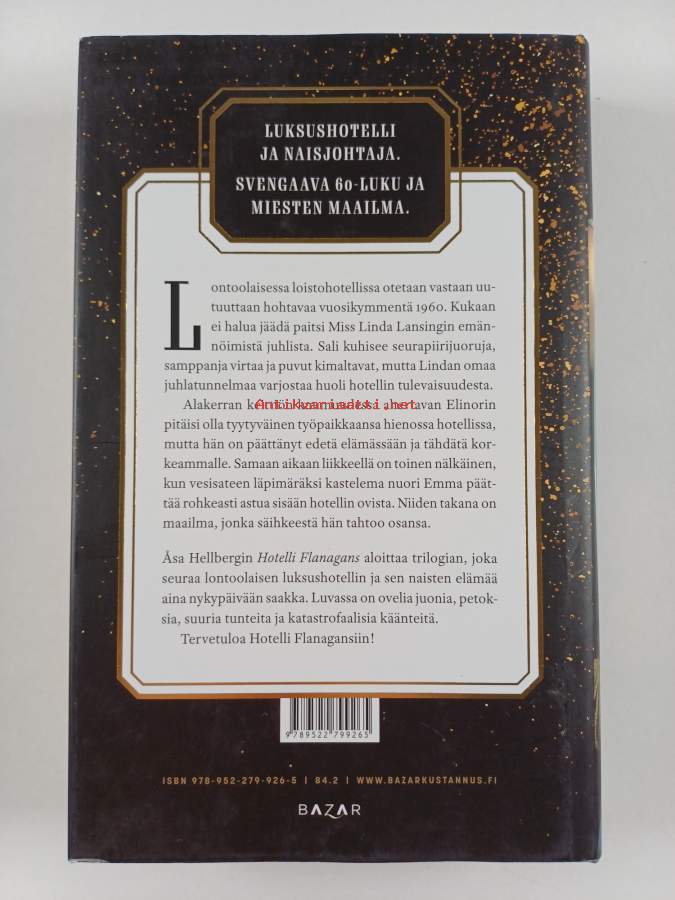 LUKSUSHOTELLI
JA NAISJOHTAJA.
SVENGAAVA 60-LUKU JA
MIESTEN MAAILMA.
Lontoolaisessa loistohotellissa otetaan vastaan uu-
tuuttaan hohtavaa vuosikymmentä 1960. Kukaan
ei halua jäädä paitsi Miss Linda Lansingin emän-
nöimistä juhlista. Sali kuhisee seurapiirijuoruja,
samppanja virtaa ja puvut kimaltavat, mutta Lindan omaa
juhlatunnelmaa varjostaa huoli hotellin tulevaisuudesta.
Alakerran ahertavan Elinorin
Antikvariaatti.net
pitäisi olla tyytyväinen työpaikkaansa hienossa hotellissa,
mutta hän on päättänyt edetä elämässään ja tähdätä kor-
keammalle. Samaan aikaan liikkeellä on toinen nälkäinen,
kun vesisateen läpimäräksi kastelema nuori Emma päät-
tää rohkeasti astua sisään hotellin ovista. Niiden takana on
maailma, jonka säihkeestä hän tahtoo osansa.
Åsa Hellbergin Hotelli Flanagans aloittaa trilogian, joka
seuraa lontoolaisen luksushotellin ja sen naisten elämää
aina nykypäivään saakka. Luvassa on ovelia juonia, petok-
sia, suuria tunteita ja katastrofaalisia käänteitä.
Tervetuloa Hotelli Flanagansiin!
9 789522 799265
ISBN 978-952-279-926-5 | 84.2 | WWW.BAZARKUSTANNUS.FI
BAZAR